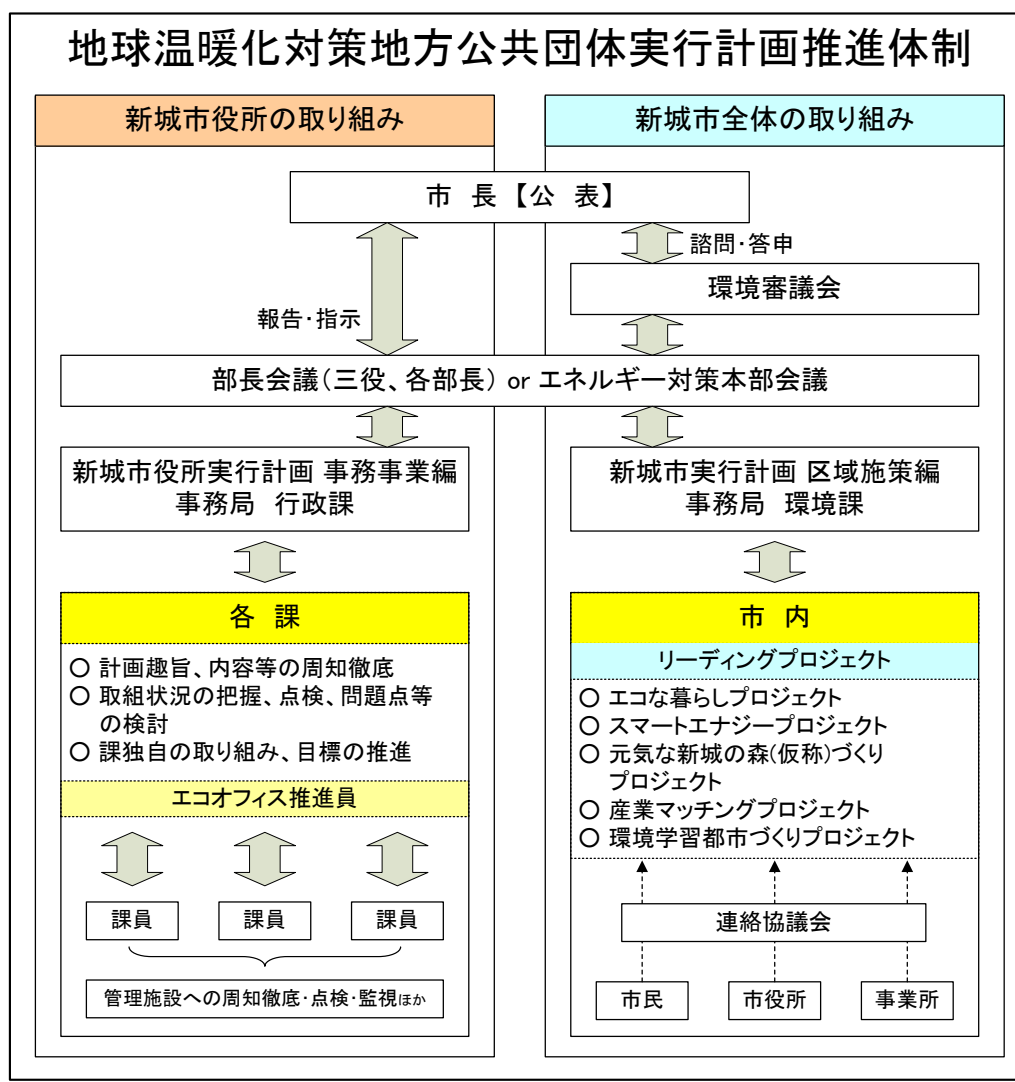 地球温暖化対策地方公共団体実行計画推進体制
新城市役所の取り組み
新城市全体の取り組み
市 長【公 表】
諮問・答申
環境審議会
報告・指示
部長会議(三役、各部長) or エネルギー対策本部会議
新城市役所実行計画 事務事業編
事務局 行政課
新城市実行計画 区域施策編
事務局 環境課
各 課
〇 計画趣旨、内容等の周知徹底
〇 取組状況の把握、点検、問題点等
の検討
〇 課独自の取り組み、目標の推進
エコオフィス推進員
課員
課員
課員
管理施設への周知徹底・点検・監視ほか
市 内
リーディングプロジェクト
〇 エコな暮らしプロジェクト
〇 スマートエナジープロジェクト
〇 元気な新城の森(仮称)づくり
プロジェクト
〇 産業マッチングプロジェクト
〇 環境学習都市づくりプロジェクト
連絡協議会
市民
市役所
事業所